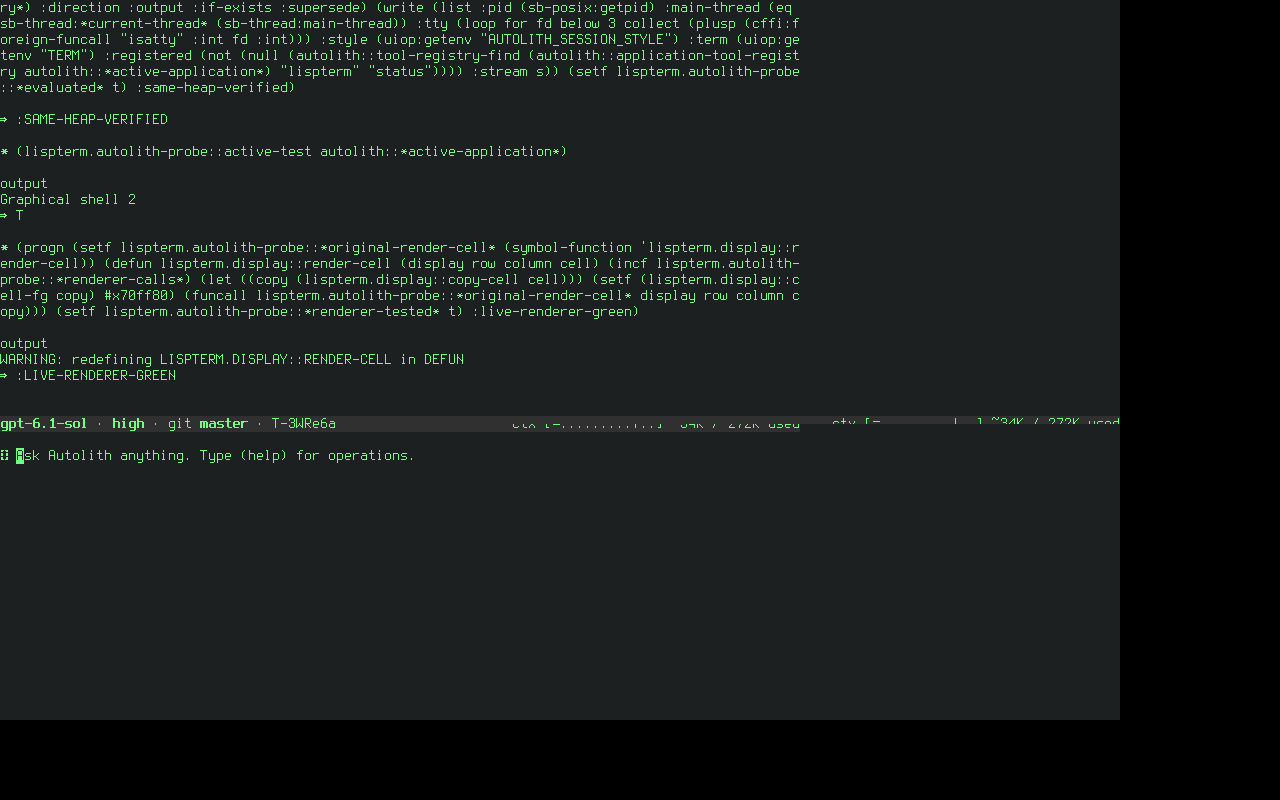 ry*) :direction :output :if-exists :supersede) (write (list :pid (sb-posix:getpid) :main-thread (eq
sb-thread:*current-thread* (sb-thread:main-thread)) :tty (loop for fd below 3 collect (plusp (cffi:f
oreign-funcall "isatty" :int fd :int))) :style (uiop:getenv "AUTOLITH_SESSION_STYLE") :term (uiop:ge
tenv "TERM") :registered (not (null (autolith::tool-registry-find (autolith::application-tool-regist
ry autolith::*active-application*) "lispterm" "status")))) :stream s)) (setf lispterm.autolith-probe
::*evaluated* t) :same-heap-verified)
⇒ :SAME-HEAP-VERIFIED
* (lispterm.autolith-probe::active-test autolith::*active-application*)
output
Graphical shell 2
⇒ T
* (progn (setf lispterm.autolith-probe::*original-render-cell* (symbol-function 'lispterm.display::r
ender-cell)) (defun lispterm.display::render-cell (display row column cell) (incf lispterm.autolith-
probe::*renderer-calls*) (let ((copy (lispterm.display::copy-cell cell))) (setf (lispterm.display::c
ell-fg copy) #x70ff80) (funcall lispterm.autolith-probe::*original-render-cell* display row column c
opy))) (setf lispterm.autolith-probe::*renderer-tested* t) :live-renderer-green)
output
WARNING: redefining LISPTERM.DISPLAY::RENDER-CELL in DEFUN
⇒ :LIVE-RENDERER-GREEN
gpt-6.1-sol · high · git master · T-3WRe6a ~34K / 272K used
Ask Autolith anything. Type (help) for operations.